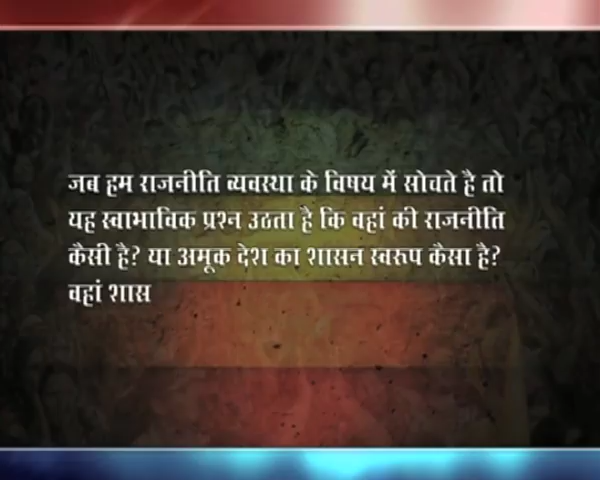 जब हम राजनीति व्यवस्था के विषय में सोचते है तो
यह स्वाभाविक प्रश्न उठता है कि वहां की राजनीति
कैसी है? या अमूक देश का शासन स्वरूप कैसा है?
वहां शास